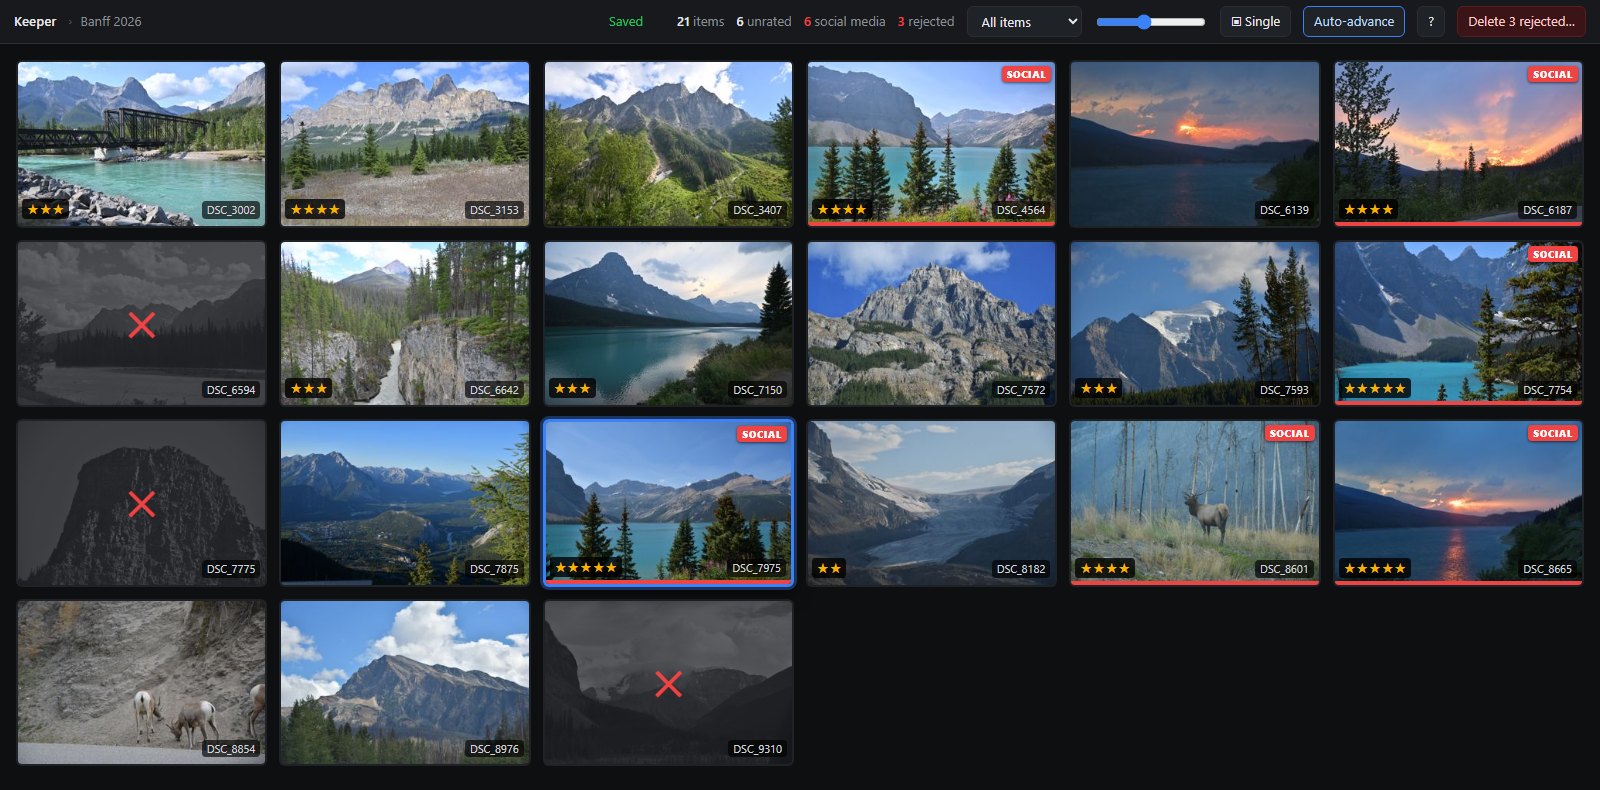 Keeper › Banff 2026
Saved 21 items 6 unrated 6 social media 3 rejected All items Single Auto-advance ? Delete 3 rejected...
★★★ DSC_3002
★★★★ DSC_3153
DSC_3407
SOCIAL
★★★★ DSC_4564
DSC_6139
SOCIAL
★★★★ DSC_6187
DSC_6594
★★★ DSC_6642
★★★ DSC_7150
DSC_7572
★★★ DSC_7593
SOCIAL
★★★★★ DSC_7754
DSC_7775
DSC_7875
SOCIAL
★★★★★ DSC_7975
★★ DSC_8182
SOCIAL
★★★★ DSC_8601
SOCIAL
★★★★★ DSC_8665
DSC_8854
DSC_8976
DSC_9310